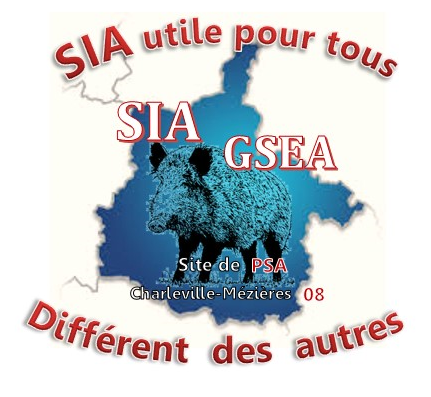 SIA utile pour tous
SIA
GSEA
Site de PSA
Charleville-Mézières 08
Différent des autres